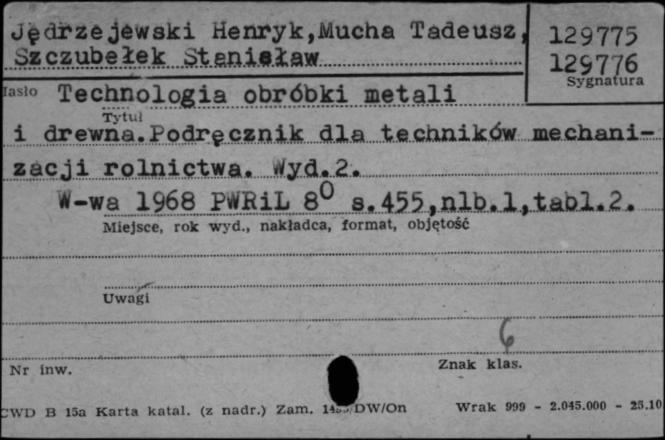 Jędrzejewski Henryk,Mucha Tadeusz,
Szczubełek Stanisław
129775
129776
Sygnatura
Hasło Technologia obróbki metali
Tytuł
i drewna.Podręcznik dla techników mechani-
zacji rolnictwa. Wyd.2.
W-wa 1968 PWRiL 8º s.455,nlb.1,tabl.2.
Miejsce, rok wyd., nakładca, format, objętość
Uwagi
6
Nr inw.
Znak klas.
CWD B 15a Karta katal. (z nadr.) Zam. /DW/On
Wrak 999 - 2.045.000 - 25.10